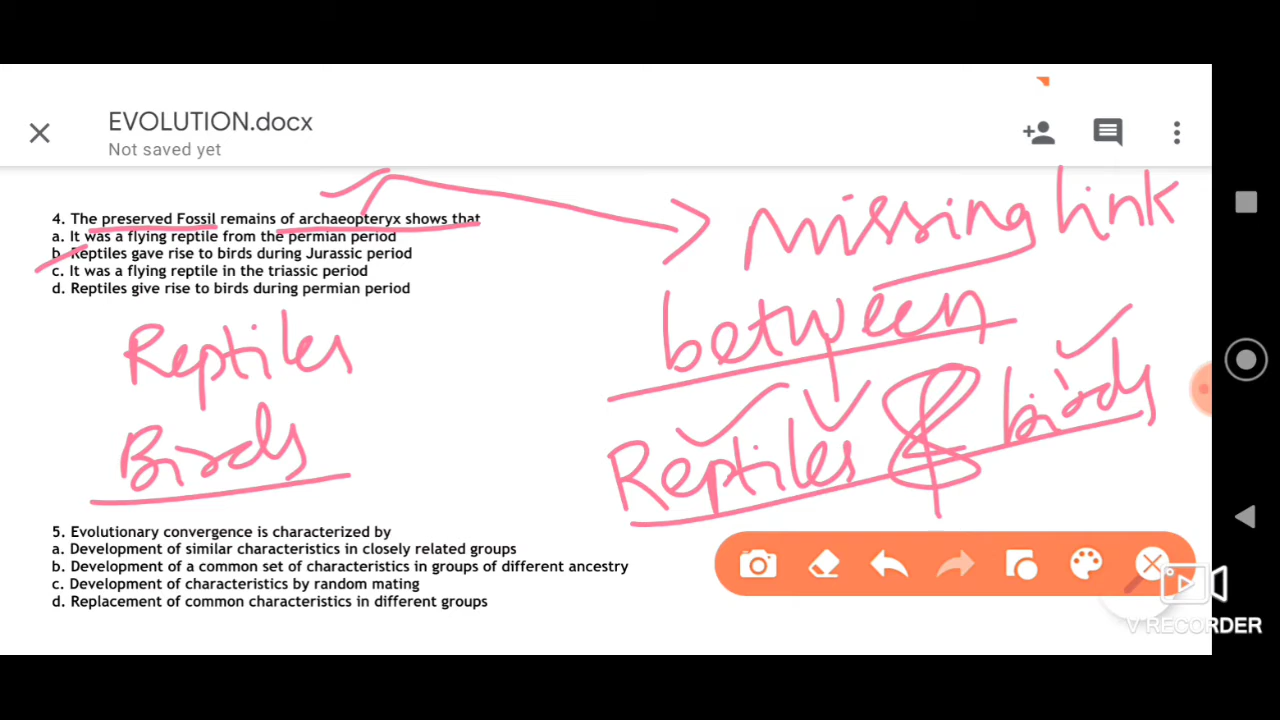 EVOLUTION.docx
Not saved yet
4. The preserved Fossil remains of archaeopteryx shows that
a. It was a flying reptile from the permian period
b. Reptiles gave rise to birds during Jurassic period
c. It was a flying reptile in the triassic period
d. Reptiles give rise to birds during permian period
missing link
between
Reptiles & birds
Reptiles
Birds
5. Evolutionary convergence is characterized by
a. Development of similar characteristics in closely related groups
b. Development of a common set of characteristics in groups of different ancestry
c. Development of characteristics by random mating
d. Replacement of common characteristics in different groups
V RECORDER